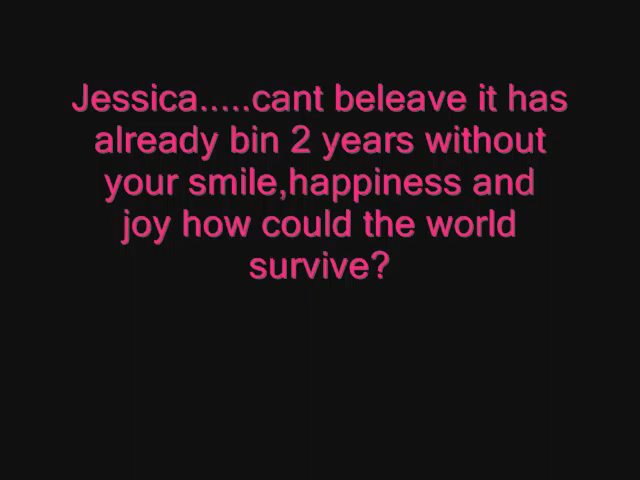 Jessica.....cant beleave it has
already bin 2 years without
your smile,happiness and
joy how could the world
survive?